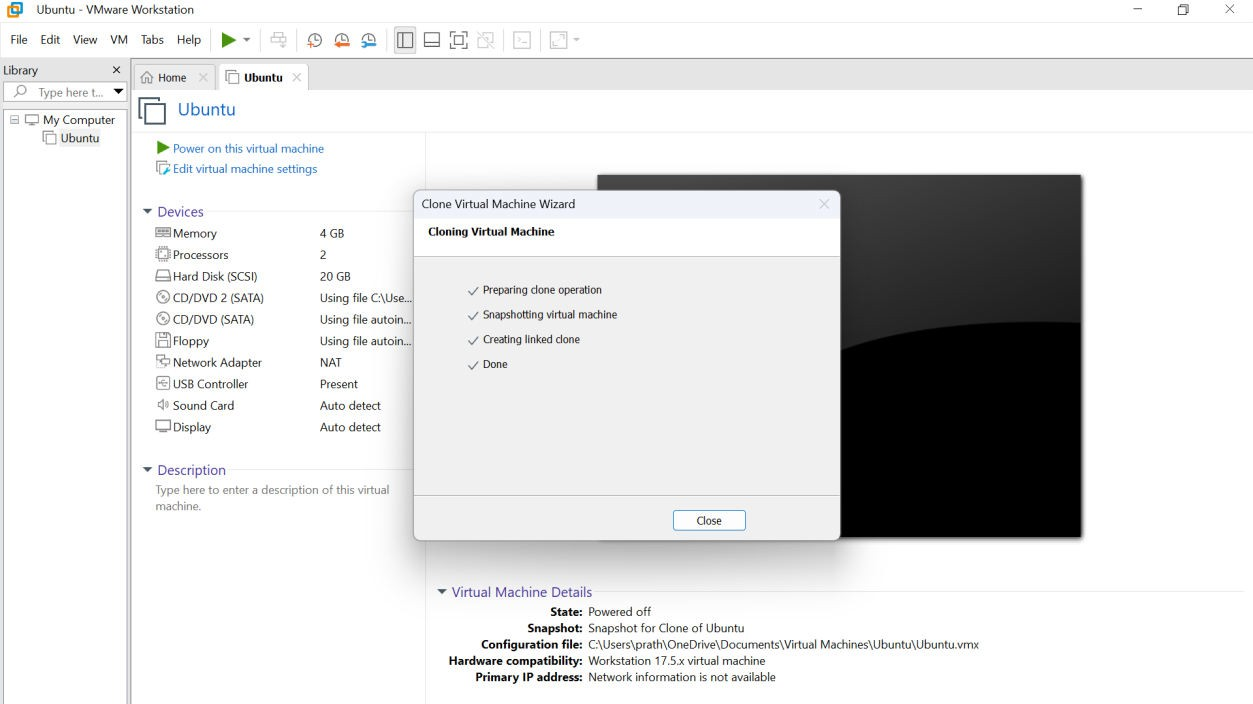 Ubuntu - VMware Workstation
File Edit View VM Tabs Help
Library
Type here t...
My Computer
Ubuntu
Home
Ubuntu
Ubuntu
Power on this virtual machine
Edit virtual machine settings
Devices
Memory 4 GB
Processors 2
Hard Disk (SCSI) 20 GB
CD/DVD 2 (SATA) Using file C:\Use...
CD/DVD (SATA) Using file autoin...
Floppy Using file autoin...
Network Adapter NAT
USB Controller Present
Sound Card Auto detect
Display Auto detect
Description
Type here to enter a description of this virtual
machine.
Clone Virtual Machine Wizard
Cloning Virtual Machine
Preparing clone operation
Snapshotting virtual machine
Creating linked clone
Done
Close
Virtual Machine Details
State: Powered off
Snapshot: Snapshot for Clone of Ubuntu
Configuration file: C:\Users\prath\OneDrive\Documents\Virtual Machines\Ubuntu\Ubuntu.vmx
Hardware compatibility: Workstation 17.5.x virtual machine
Primary IP address: Network information is not available